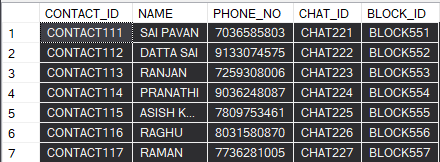 CONTACT_ID NAME PHONE_NO CHAT_ID BLOCK_ID
1 CONTACT111 SAI PAVAN 7036585803 CHAT221 BLOCK551
2 CONTACT112 DATTA SAI 9133074575 CHAT222 BLOCK552
3 CONTACT113 RANJAN 7259308006 CHAT223 BLOCK553
4 CONTACT114 PRANATHI 9036248087 CHAT224 BLOCK554
5 CONTACT115 ASISH K... 7809753461 CHAT225 BLOCK555
6 CONTACT116 RAGHU 8031580870 CHAT226 BLOCK556
7 CONTACT117 RAMAN 7736281005 CHAT227 BLOCK557